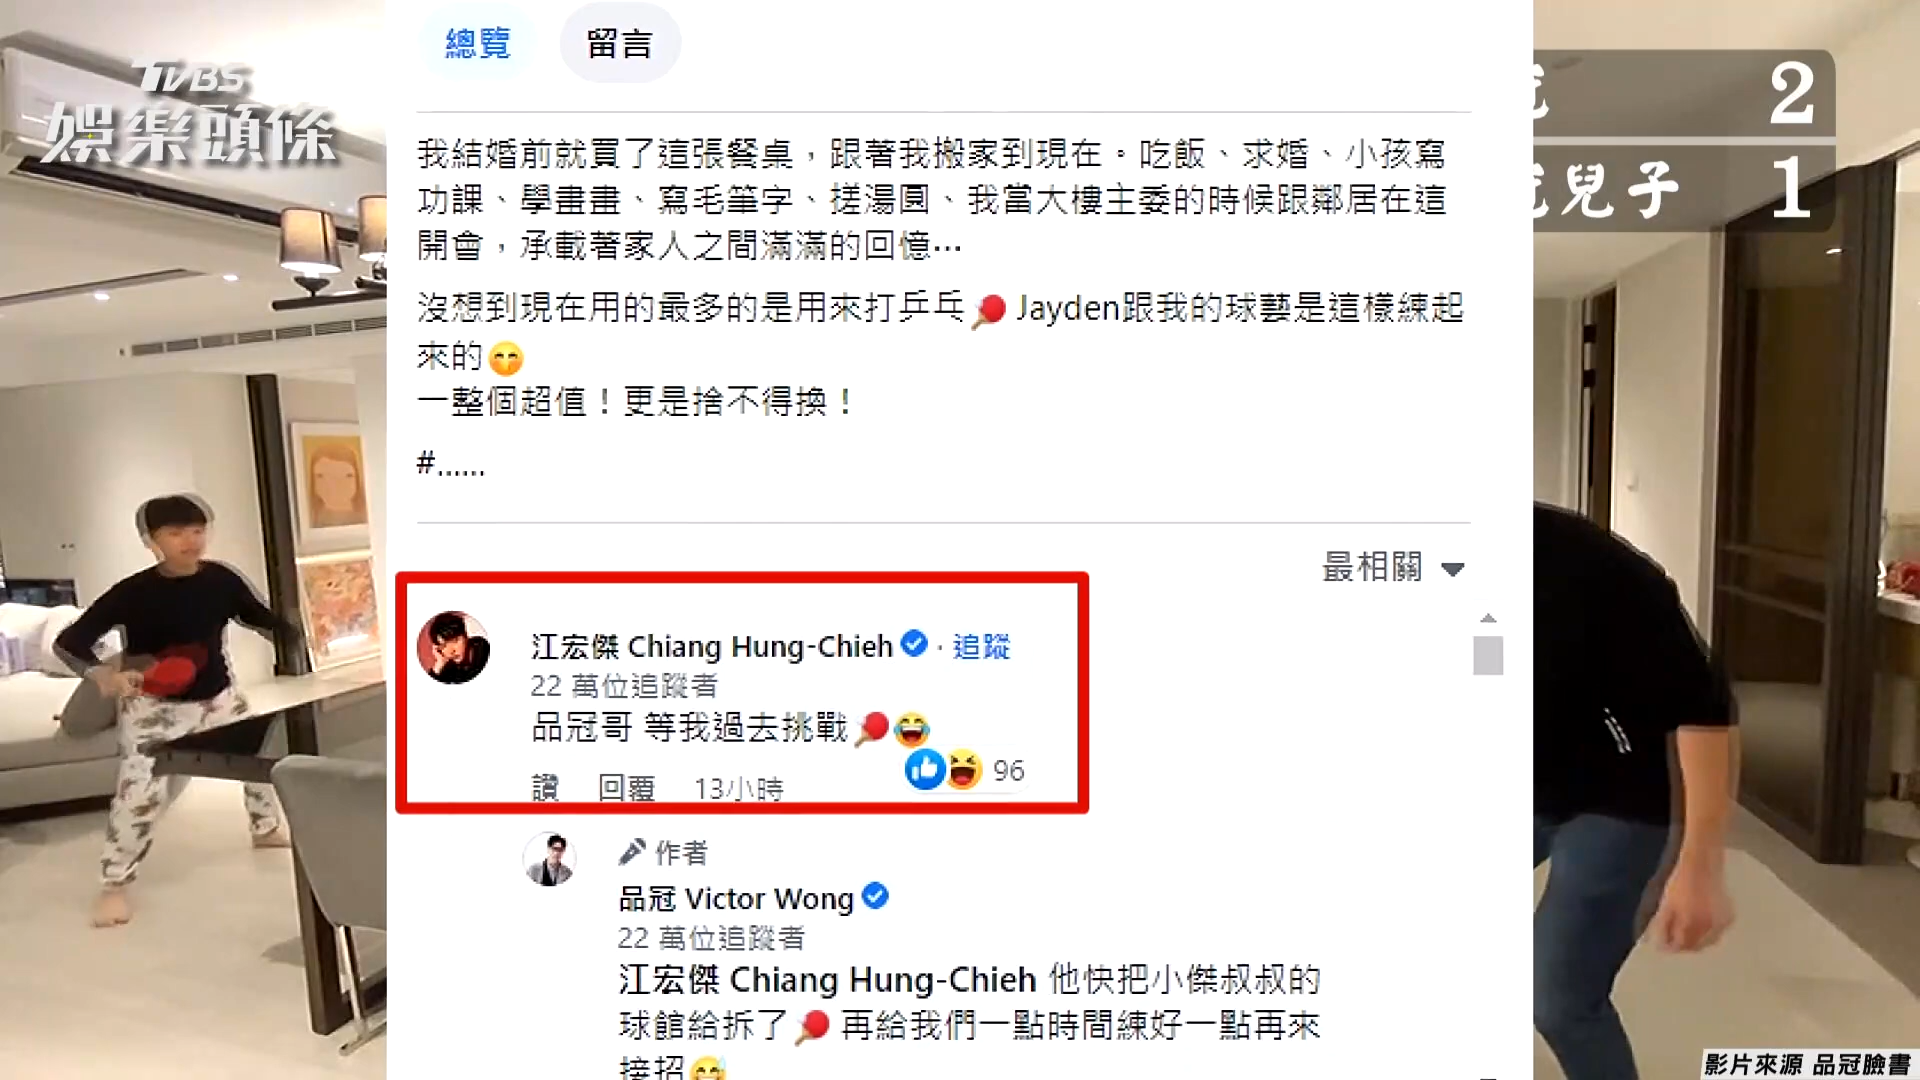 TVBS
娛樂頭條
總覽 留言
我結婚前就買了這張餐桌，跟著我搬家到現在。吃飯、求婚、小孩寫
功課、學畫畫、寫毛筆字、搓湯圓、我當大樓主委的時候跟鄰居在這
開會，承載著家人之間滿滿的回憶⋯
沒想到現在用的最多的是用來打乒乓🏓Jayden跟我的球藝是這樣練起
來的😊
一整個超值！更是捨不得換！
#......
最相關
江宏傑 Chiang Hung-Chieh · 追蹤
22 萬位追蹤者
品冠哥 等我過去挑戰🏓😂
讚 回覆 13小時 96
作者
品冠 Victor Wong
22 萬位追蹤者
江宏傑 Chiang Hung-Chieh 他快把小傑叔叔的
球館給拆了🏓再給我們一點時間練好一點再來
接招😅
2
兒子 1
影片來源 品冠臉書